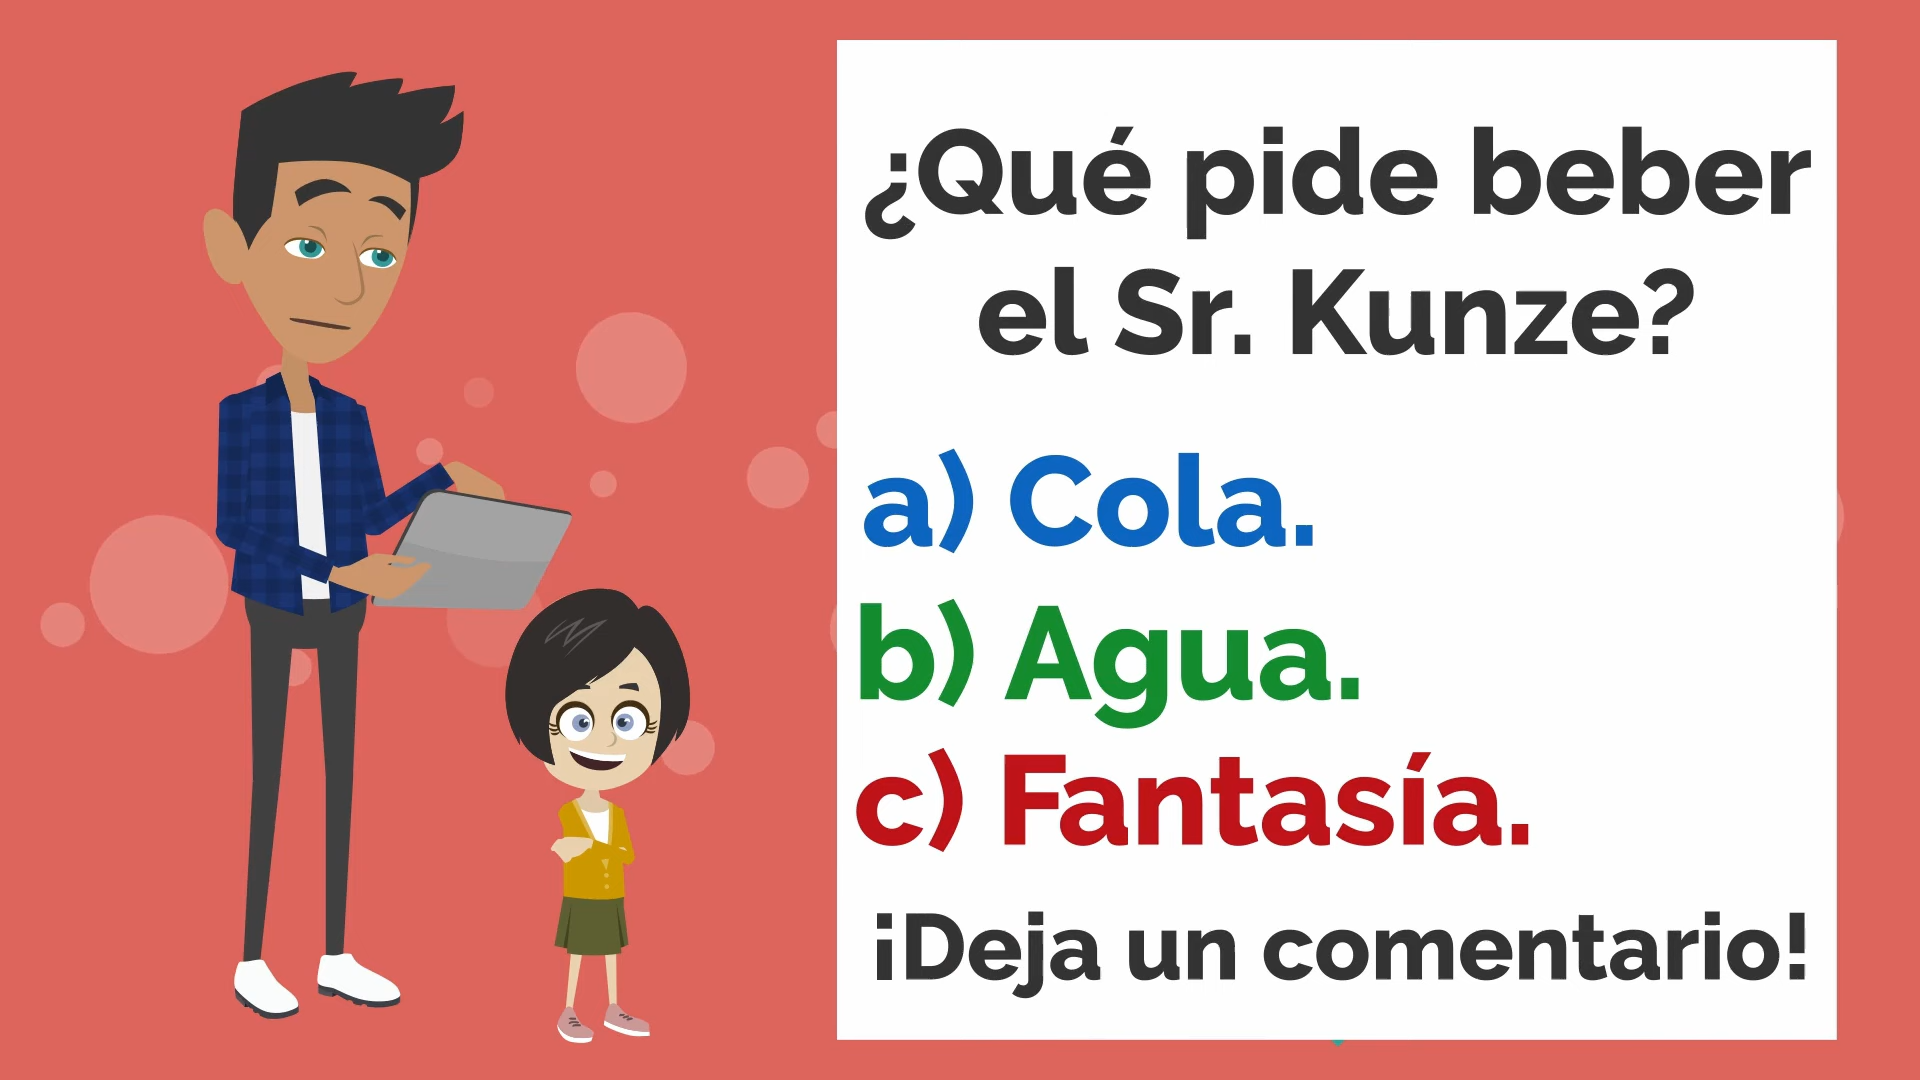 ¿Qué pide beber
el Sr. Kunze?
a) Cola.
b) Agua.
c) Fantasía.
¡Deja un comentario!